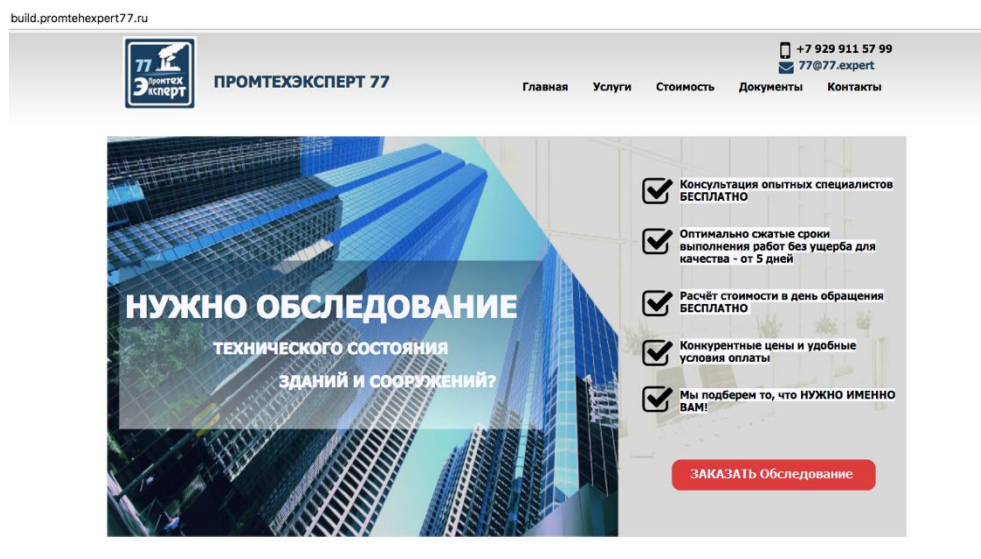 build.promtehexpert77.ru
+7 929 911 57 99
77@77.expert
77
Промтех
Эксперт
ПРОМТЕХЭКСПЕРТ 77
Главная Услуги Стоимость Документы Контакты
Консультация опытных специалистов
БЕСПЛАТНО
Оптимально сжатые сроки
выполнения работ без ущерба для
качества - от 5 дней
Расчёт стоимости в день обращения
БЕСПЛАТНО
Конкурентные цены и удобные
условия оплаты
Мы подберем то, что НУЖНО ИМЕННО
ВАМ!
ЗАКАЗАТЬ Обследование
НУЖНО ОБСЛЕДОВАНИЕ
ТЕХНИЧЕСКОГО СОСТОЯНИЯ
ЗДАНИЙ И СООРУЖЕНИЙ?